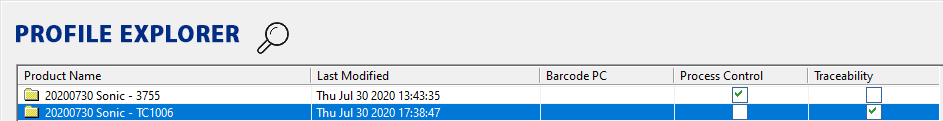 PROFILE EXPLORER
Product Name Last Modified Barcode PC Process Control Traceability
20200730 Sonic - 3755 Thu Jul 30 2020 13:43:35
20200730 Sonic - TC1006 Thu Jul 30 2020 17:38:47